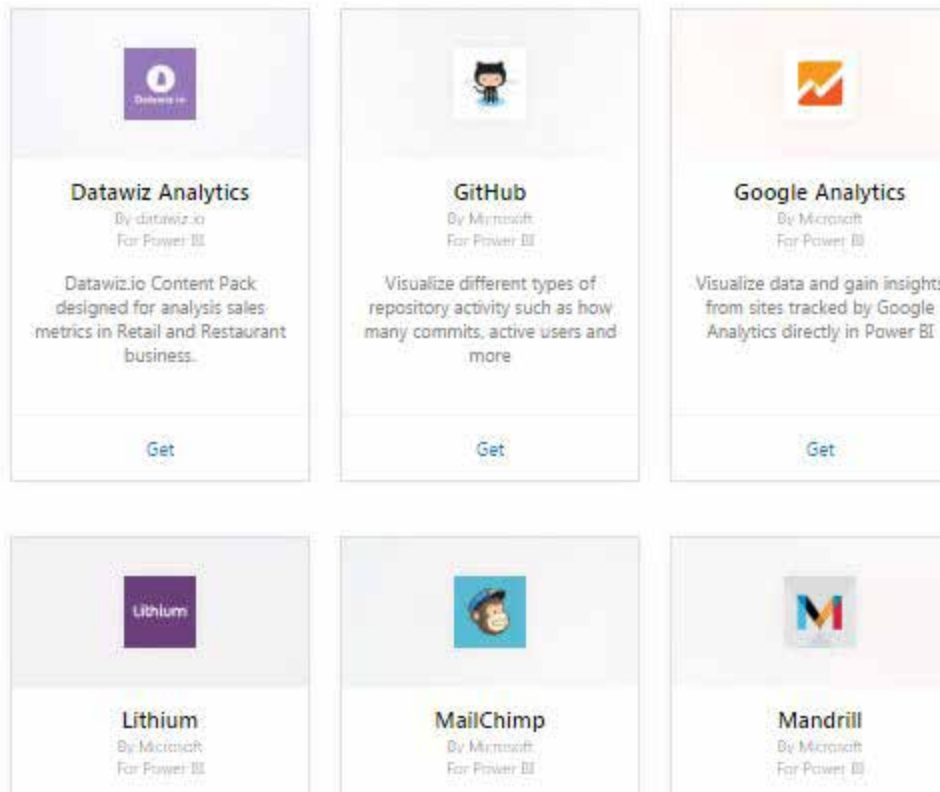 Datawiz.io
Datawiz Analytics
By datawiz.io
For Power BI
Datawiz.io Content Pack
designed for analysis sales
metrics in Retail and Restaurant
business.
Get
GitHub
By Microsoft
For Power BI
Visualize different types of
repository activity such as how
many commits, active users and
more
Get
Google Analytics
By Microsoft
For Power BI
Visualize data and gain insights
from sites tracked by Google
Analytics directly in Power BI
Get
Lithium
Lithium
By Microsoft
For Power BI
MailChimp
By Microsoft
For Power BI
Mandrill
By Microsoft
For Power BI